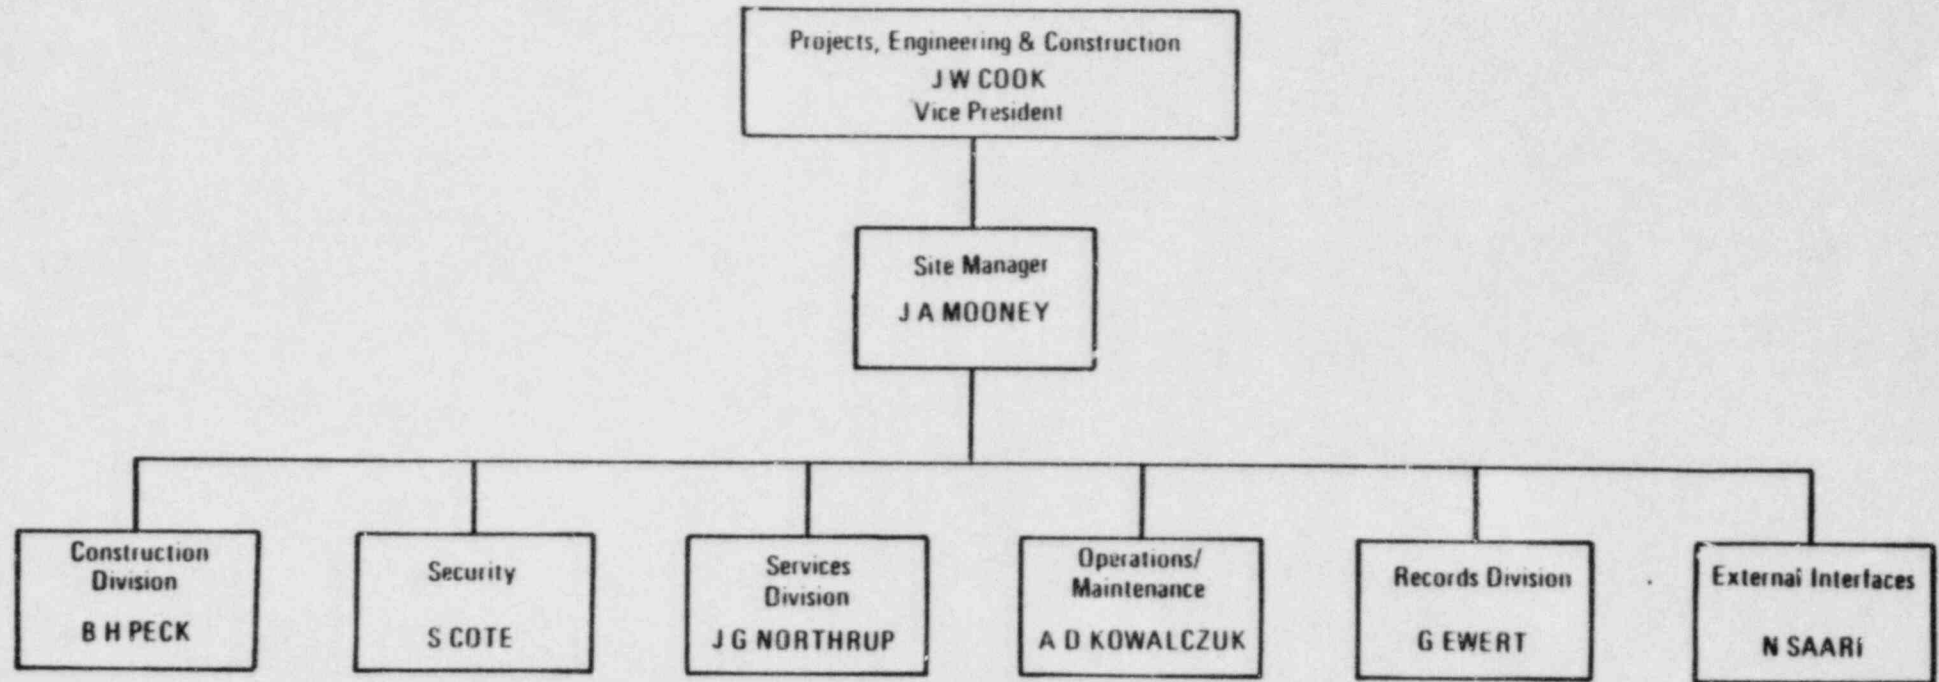 Projects, Engineering & Construction
J W COOK
Vice President
Site Manager
J A MOONEY
Construction
Division
B H PECK
Security
S COTE
Services
Division
J G NORTHRUP
Operations/
Maintenance
A D KOWALCZUK
Records Division
G EWERT
External Interfaces
N SAARI